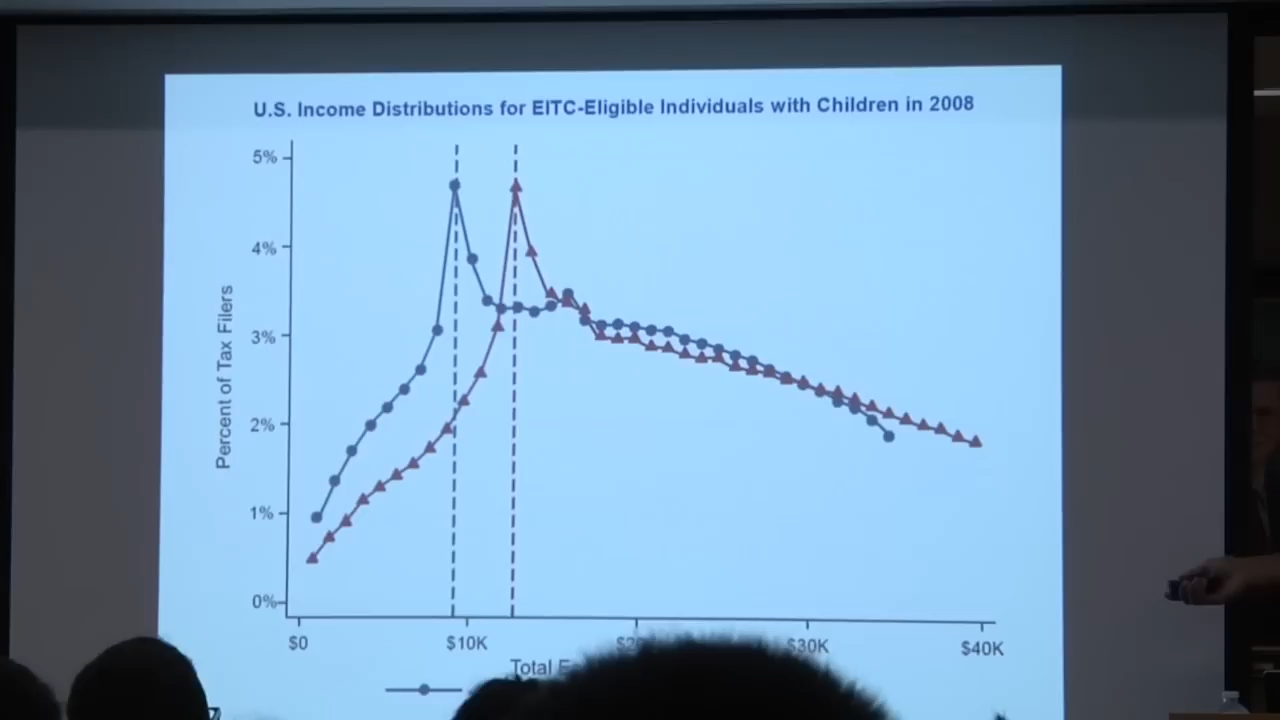 U.S. Income Distributions for EITC-Eligible Individuals with Children in 2008
5%
4%
3%
2%
1%
0%
Percent of Tax Filers
$0
$10K
$30K
$40K
Total